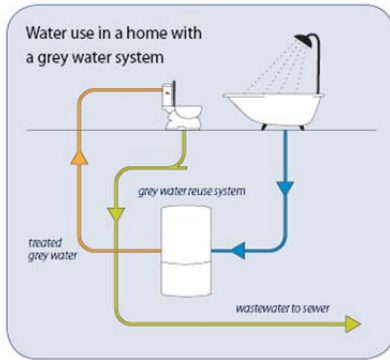 Water use in a home with
a grey water system
grey water reuse system
treated
grey water
wastewater to sewer